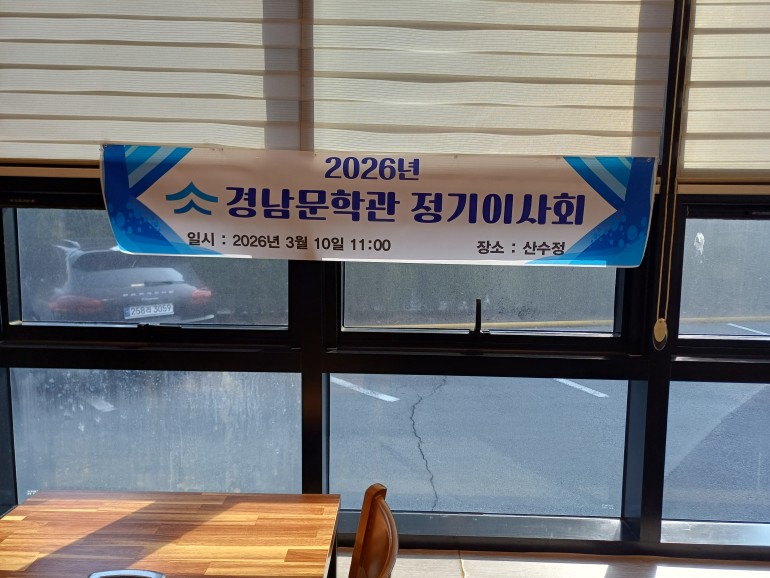 2026년
경남문학관 정기이사회
일시 : 2026년 3월 10일 11:00
장소 : 산수정
PORSCHE